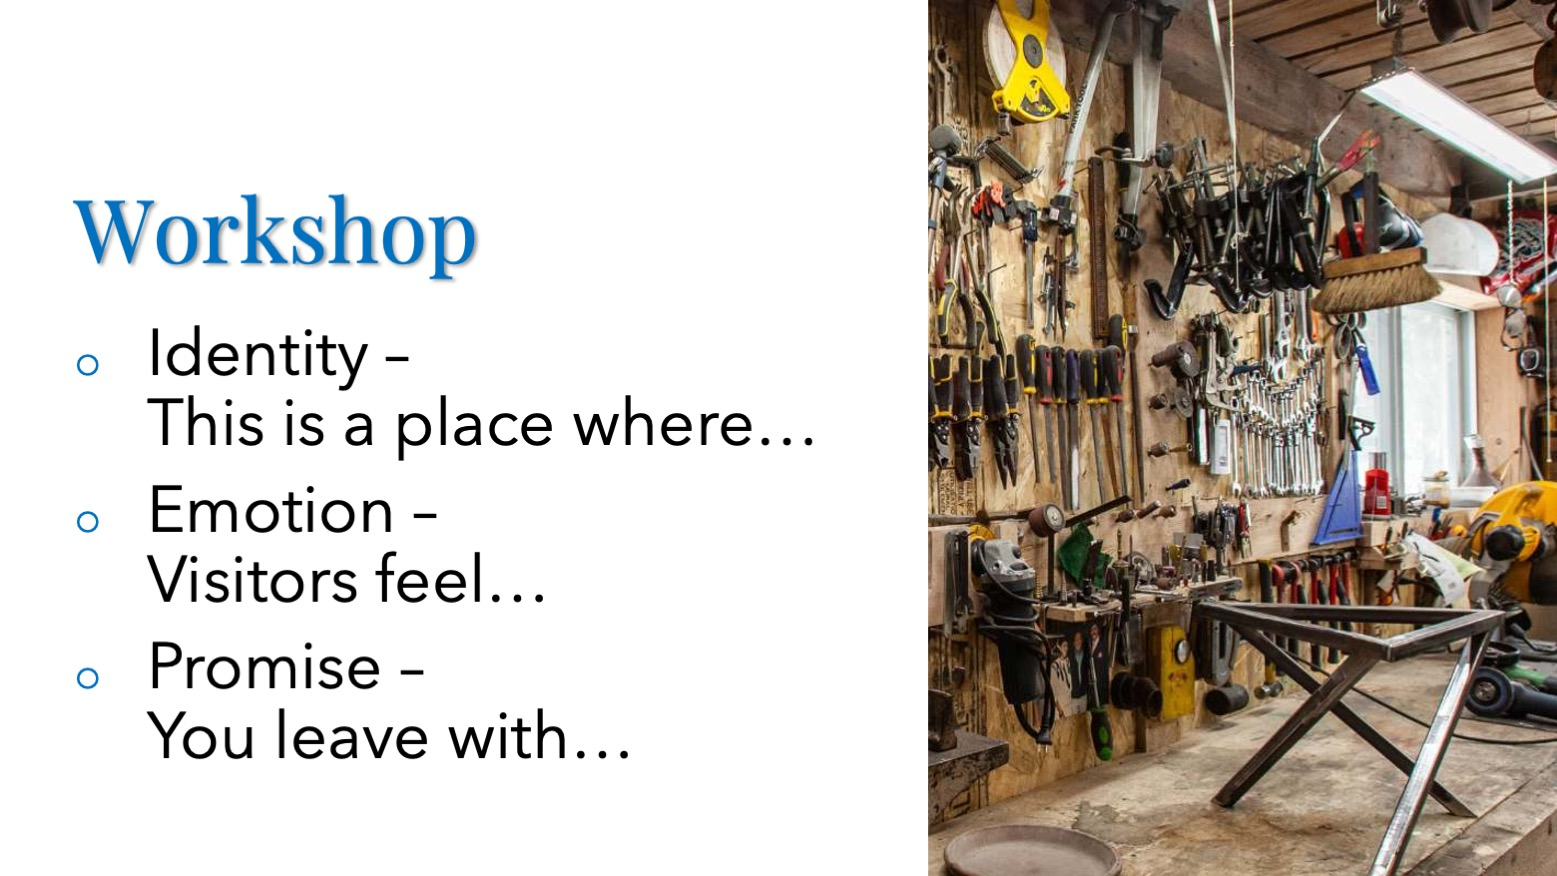 Workshop
Identity –
This is a place where…
Emotion –
Visitors feel…
Promise –
You leave with…